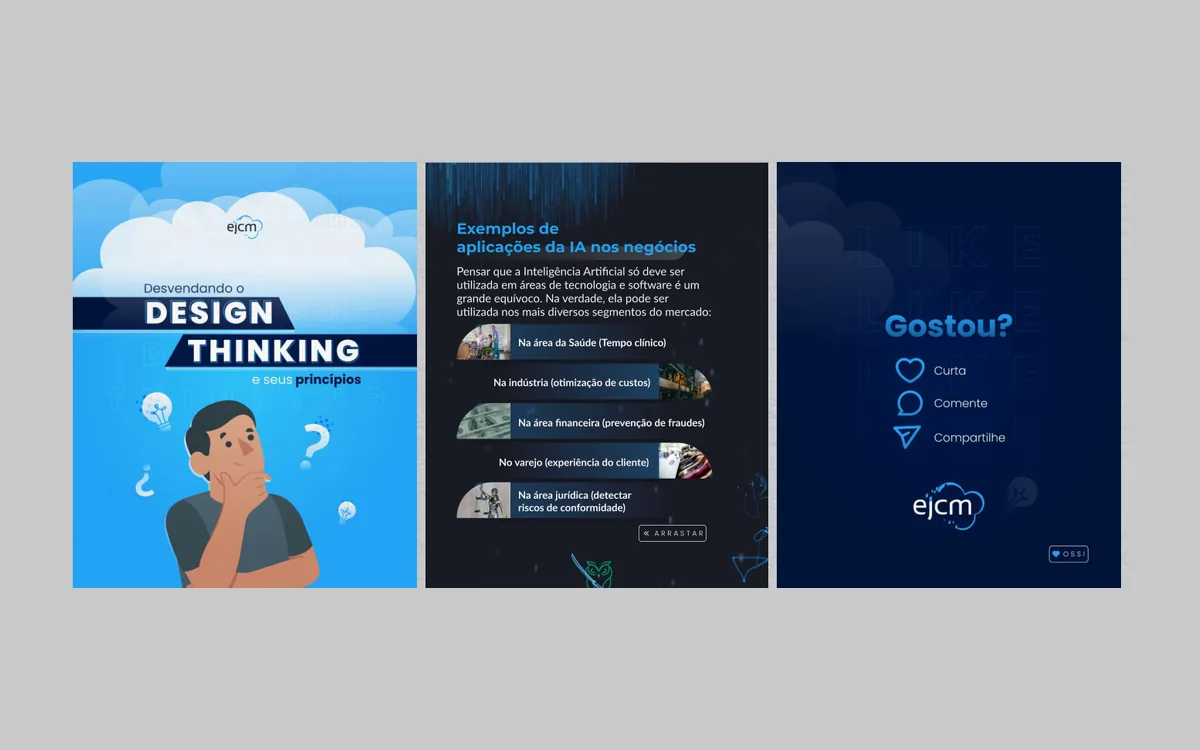 ejcm
Desvendando o
DESIGN
THINKING
e seus princípios
Exemplos de
aplicações da IA nos negócios
Pensar que a Inteligência Artificial só deve ser
utilizada em áreas de tecnologia e software é um
grande equívoco. Na verdade, ela pode ser
utilizada nos mais diversos segmentos do mercado:
Na área da Saúde (Tempo clínico)
Na indústria (otimização de custos)
Na área financeira (prevenção de fraudes)
No varejo (experiência do cliente)
Na área jurídica (detectar
riscos de conformidade)
« ARRASTAR
LIKE
LIKE
Gostou?
Curta
Comente
Compartilhe
ejcm
OSS!